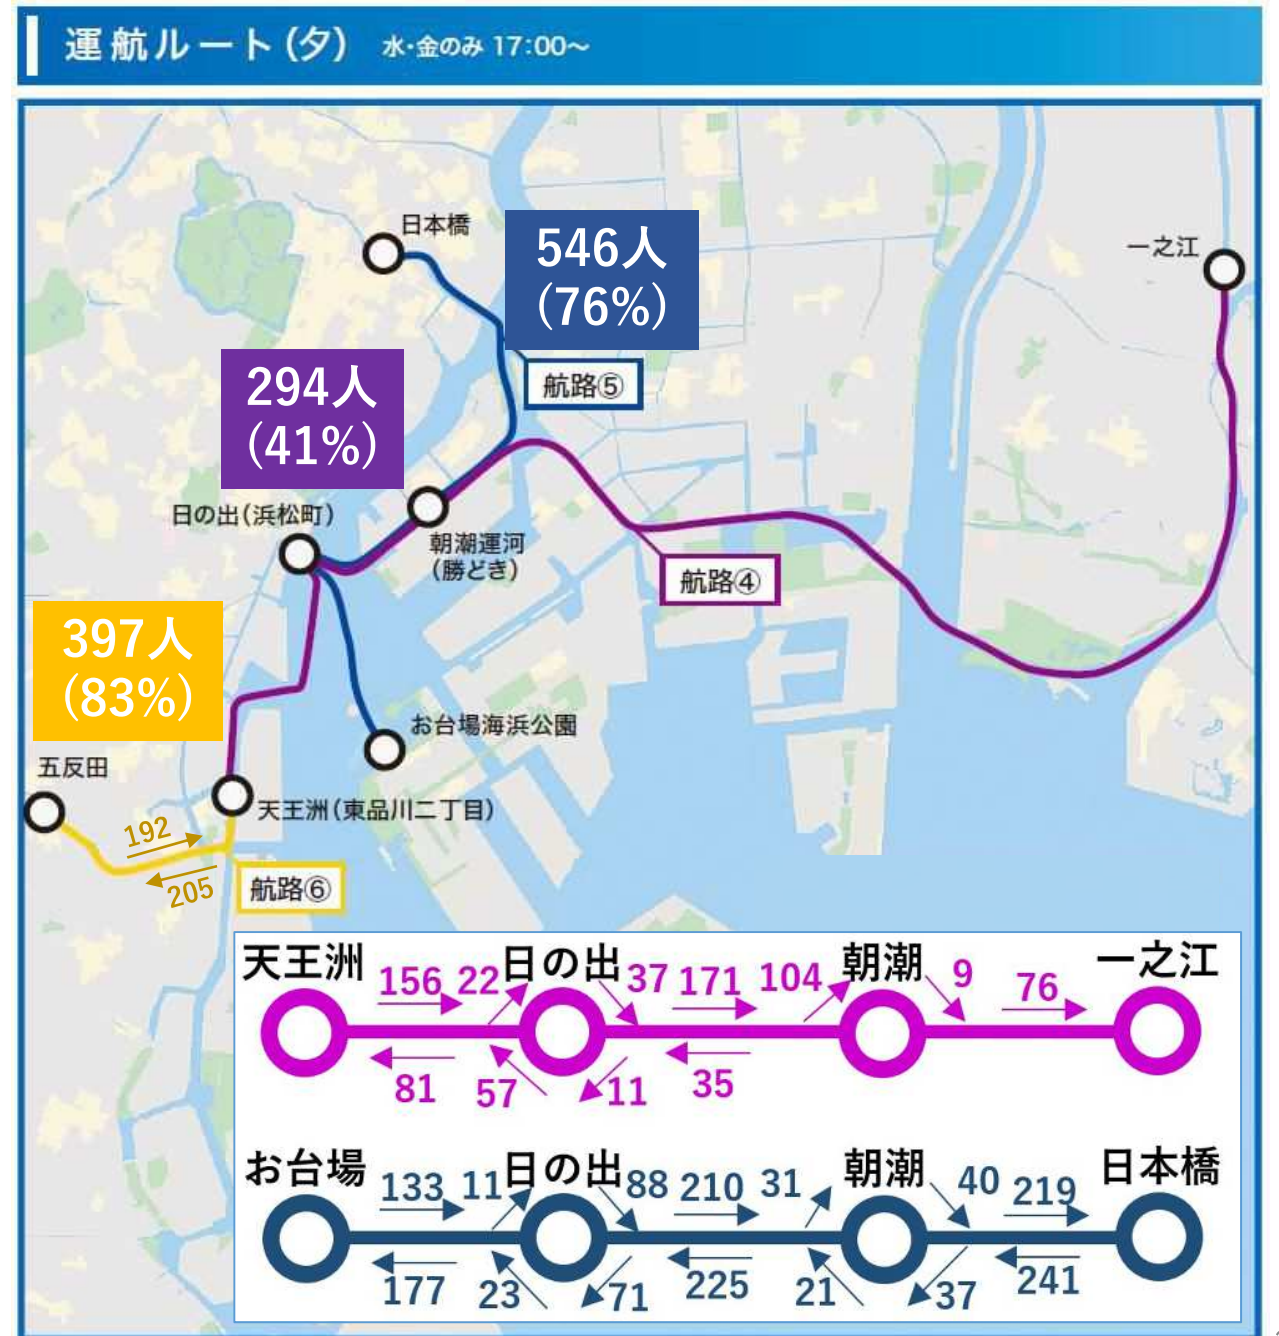 運航ルート(夕) 水・金のみ 17:00～
日本橋
546人
(76%)
一之江
航路⑤
294人
(41%)
日の出(浜松町)
朝潮運河
(勝どき)
航路④
397人
(83%)
お台場海浜公園
五反田
天王洲(東品川二丁目)
192
205
航路⑥
天王洲 日の出 朝潮 一之江
156 22 37 171 104 9 76
81 57 11 35
お台場 日の出 朝潮 日本橋
133 11 88 210 31 40 219
177 23 71 225 21 37 241